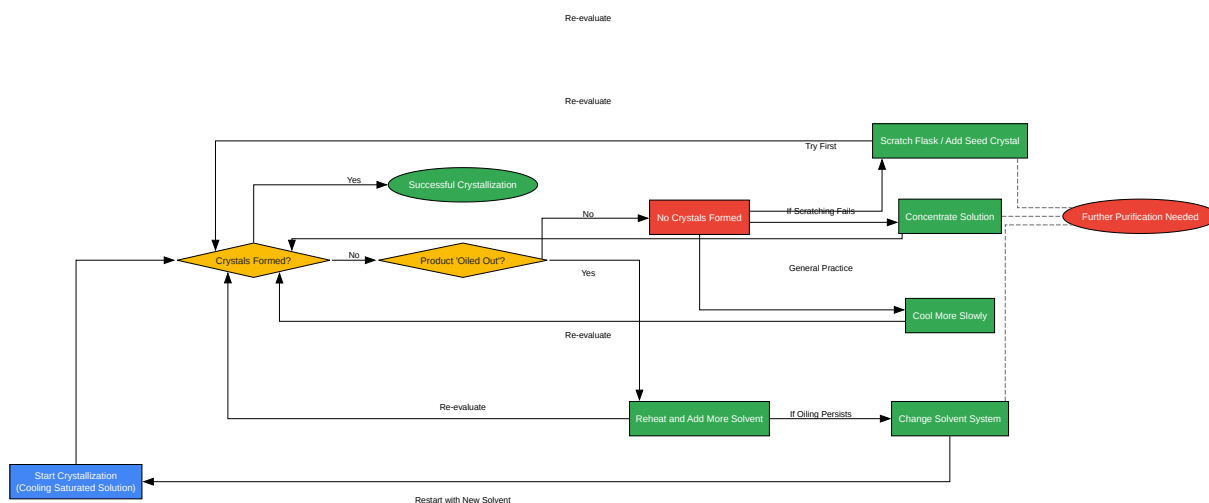 Re-evaluate
Re-evaluate
Scratch Flask / Add Seed Crystal
Try First
Yes
Successful Crystallization
No
No Crystals Formed
If Scratching Fails
Concentrate Solution
Further Purification Needed
Crystals Formed?
No
Product 'Oiled Out'?
Yes
General Practice
Cool More Slowly
Re-evaluate
Re-evaluate
Reheat and Add More Solvent
If Oiling Persists
Change Solvent System
Start Crystallization
(Cooling Saturated Solution)
Restart with New Solvent